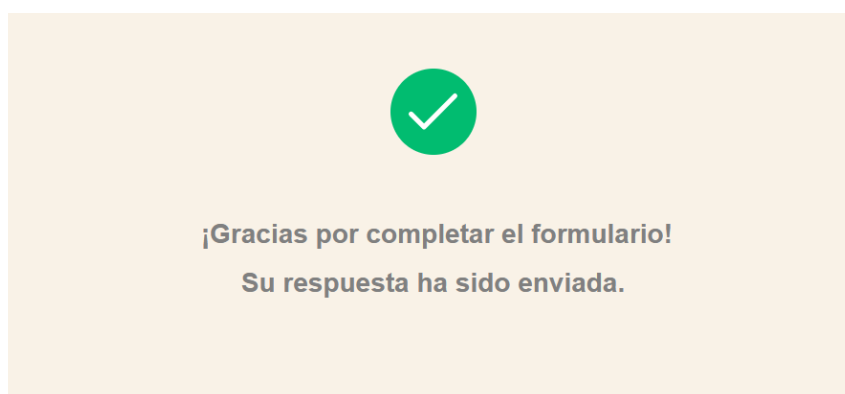 ¡Gracias por completar el formulario!
Su respuesta ha sido enviada.